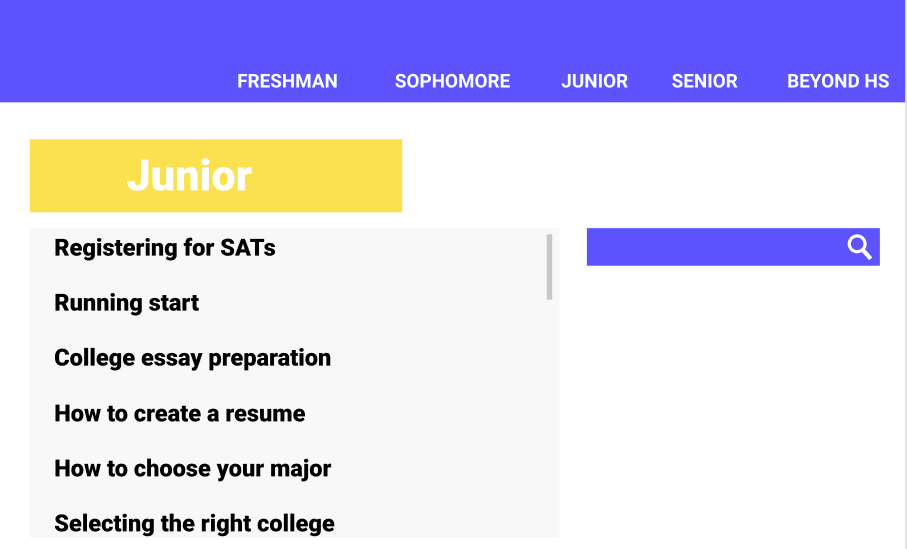 FRESHMAN SOPHOMORE JUNIOR SENIOR BEYOND HS
Junior
Registering for SATs
Running start
College essay preparation
How to create a resume
How to choose your major
Selecting the right college